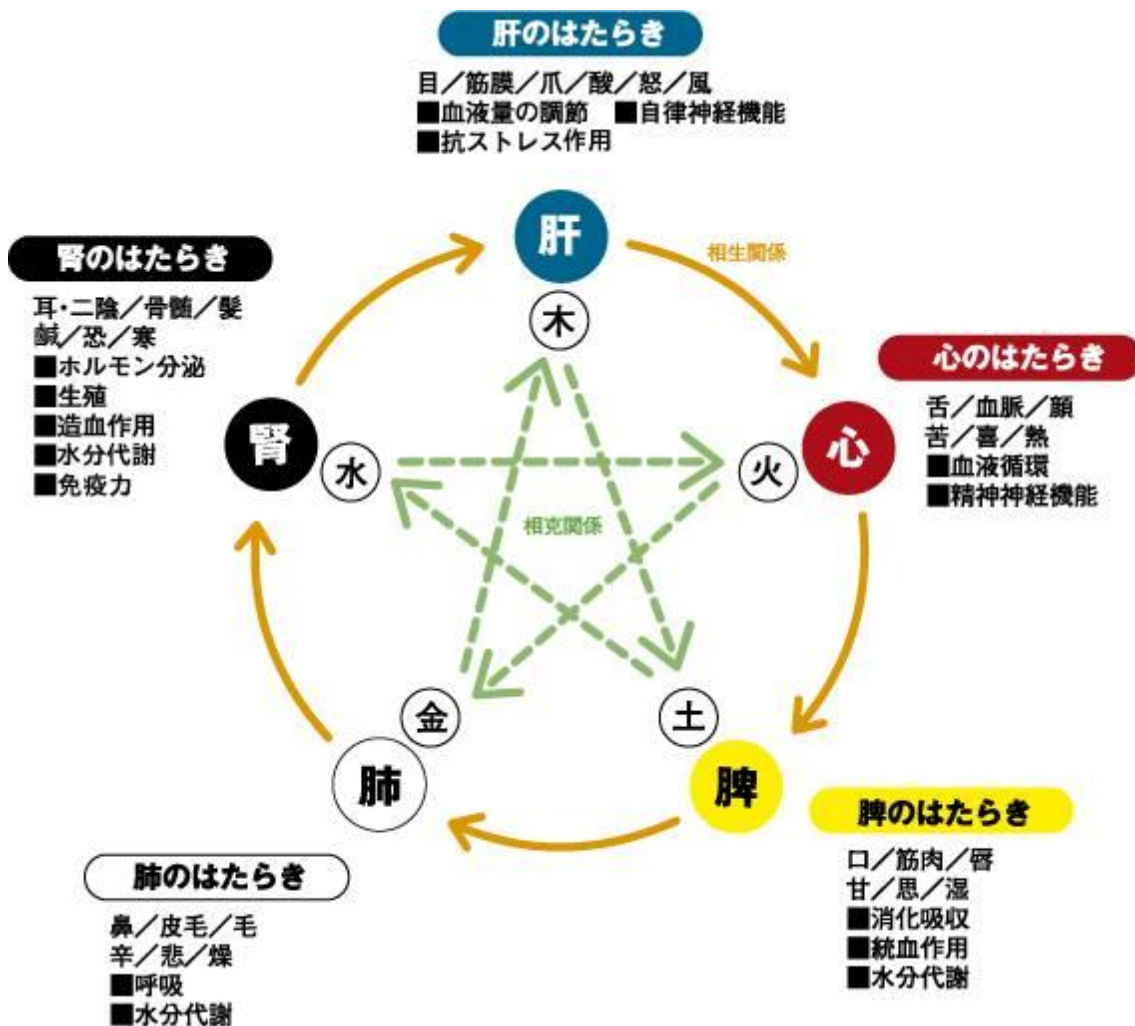 肝のはたらき
目／筋膜／爪／酸／怒／風
■血液量の調節　■自律神経機能
■抗ストレス作用
肝
木
相生関係
心のはたらき
舌／血脈／顔
苦／喜／熱
■血液循環
■精神神経機能
心
火
脾のはたらき
口／筋肉／唇
甘／思／湿
■消化吸収
■統血作用
■水分代謝
脾
土
肺のはたらき
鼻／皮毛／毛
辛／悲／燥
■呼吸
■水分代謝
肺
金
腎のはたらき
耳・二陰／骨髄／髪
鹹／恐／寒
■ホルモン分泌
■生殖
■造血作用
■水分代謝
■免疫力
腎
水
相克関係